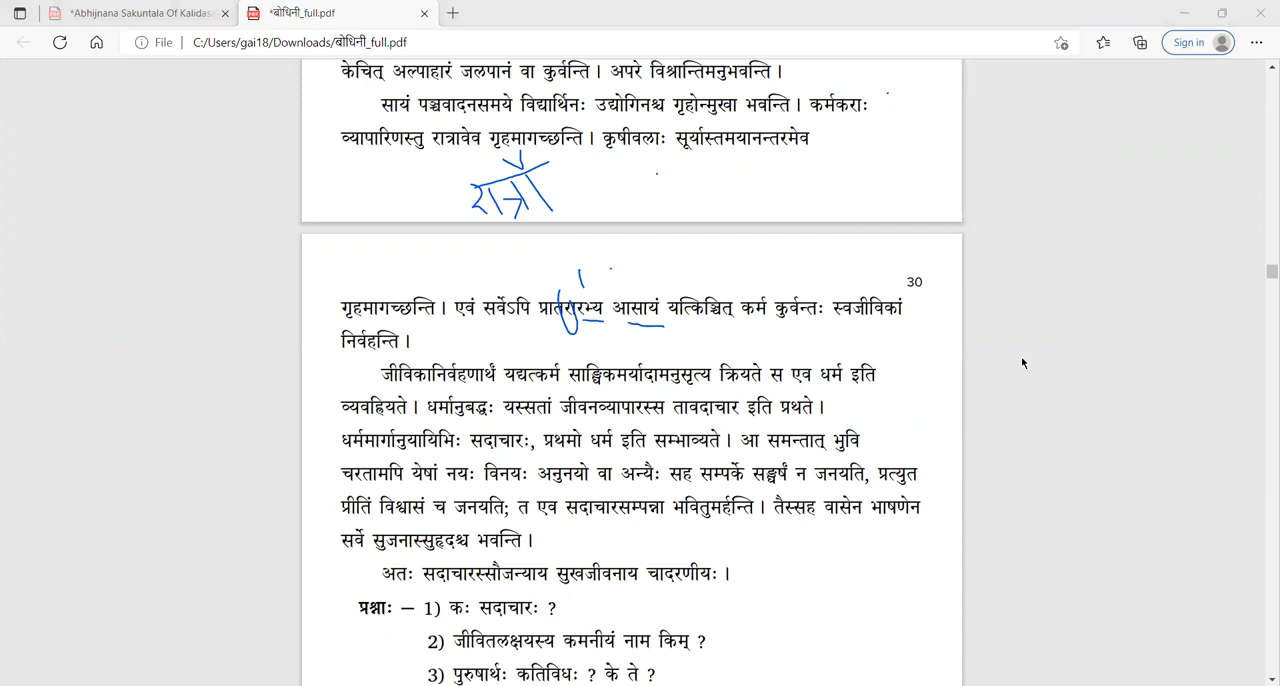 *Abhijnana Sakuntala Of Kalidasa
*बोधिनी_full.pdf
File
C:/Users/gai18/Downloads/बोधिनी_full.pdf
Sign in
केचित् अल्पाहारं जलपानं वा कुर्वन्ति। अपरे विश्रान्तिमनुभवन्ति।
सायं पञ्चवादनसमये विद्यार्थिनः उद्योगिनश्च गृहोन्मुखा भवन्ति। कर्मकराः
व्यापारिणस्तु रात्रावेव गृहमागच्छन्ति। कृषीवलाः सूर्यास्तमयानन्तरमेव
30
गृहमागच्छन्ति। एवं सर्वेऽपि प्रातरारभ्य आसायं यत्किञ्चित् कर्म कुर्वन्तः स्वजीविकां
निर्वहन्ति।
जीविकानिर्वहणार्थं यद्यत्कर्म साङ्घिकमर्यादामनुसृत्य क्रियते स एव धर्म इति
व्यवह्रियते। धर्मानुबद्धः यस्सतां जीवनव्यापारस्स तावदाचार इति प्रथते।
धर्ममार्गानुयायिभिः सदाचारः, प्रथमो धर्म इति सम्भाव्यते। आ समन्तात् भुवि
चरतामपि येषां नयः विनयः अनुनयो वा अन्यैः सह सम्पर्के सङ्घर्षं न जनयति, प्रत्युत
प्रीतिं विश्वासं च जनयति; त एव सदाचारसम्पन्ना भवितुमर्हन्ति। तैस्सह वासेन भाषणेन
सर्वे सुजनास्सुहृदश्च भवन्ति।
अतः सदाचारस्सौजन्याय सुखजीवनाय चादरणीयः।
प्रश्नाः – 1) कः सदाचारः ?
2) जीवितलक्षयस्य कमनीयं नाम किम् ?
3) पुरुषार्थः कतिविधः ? के ते ?